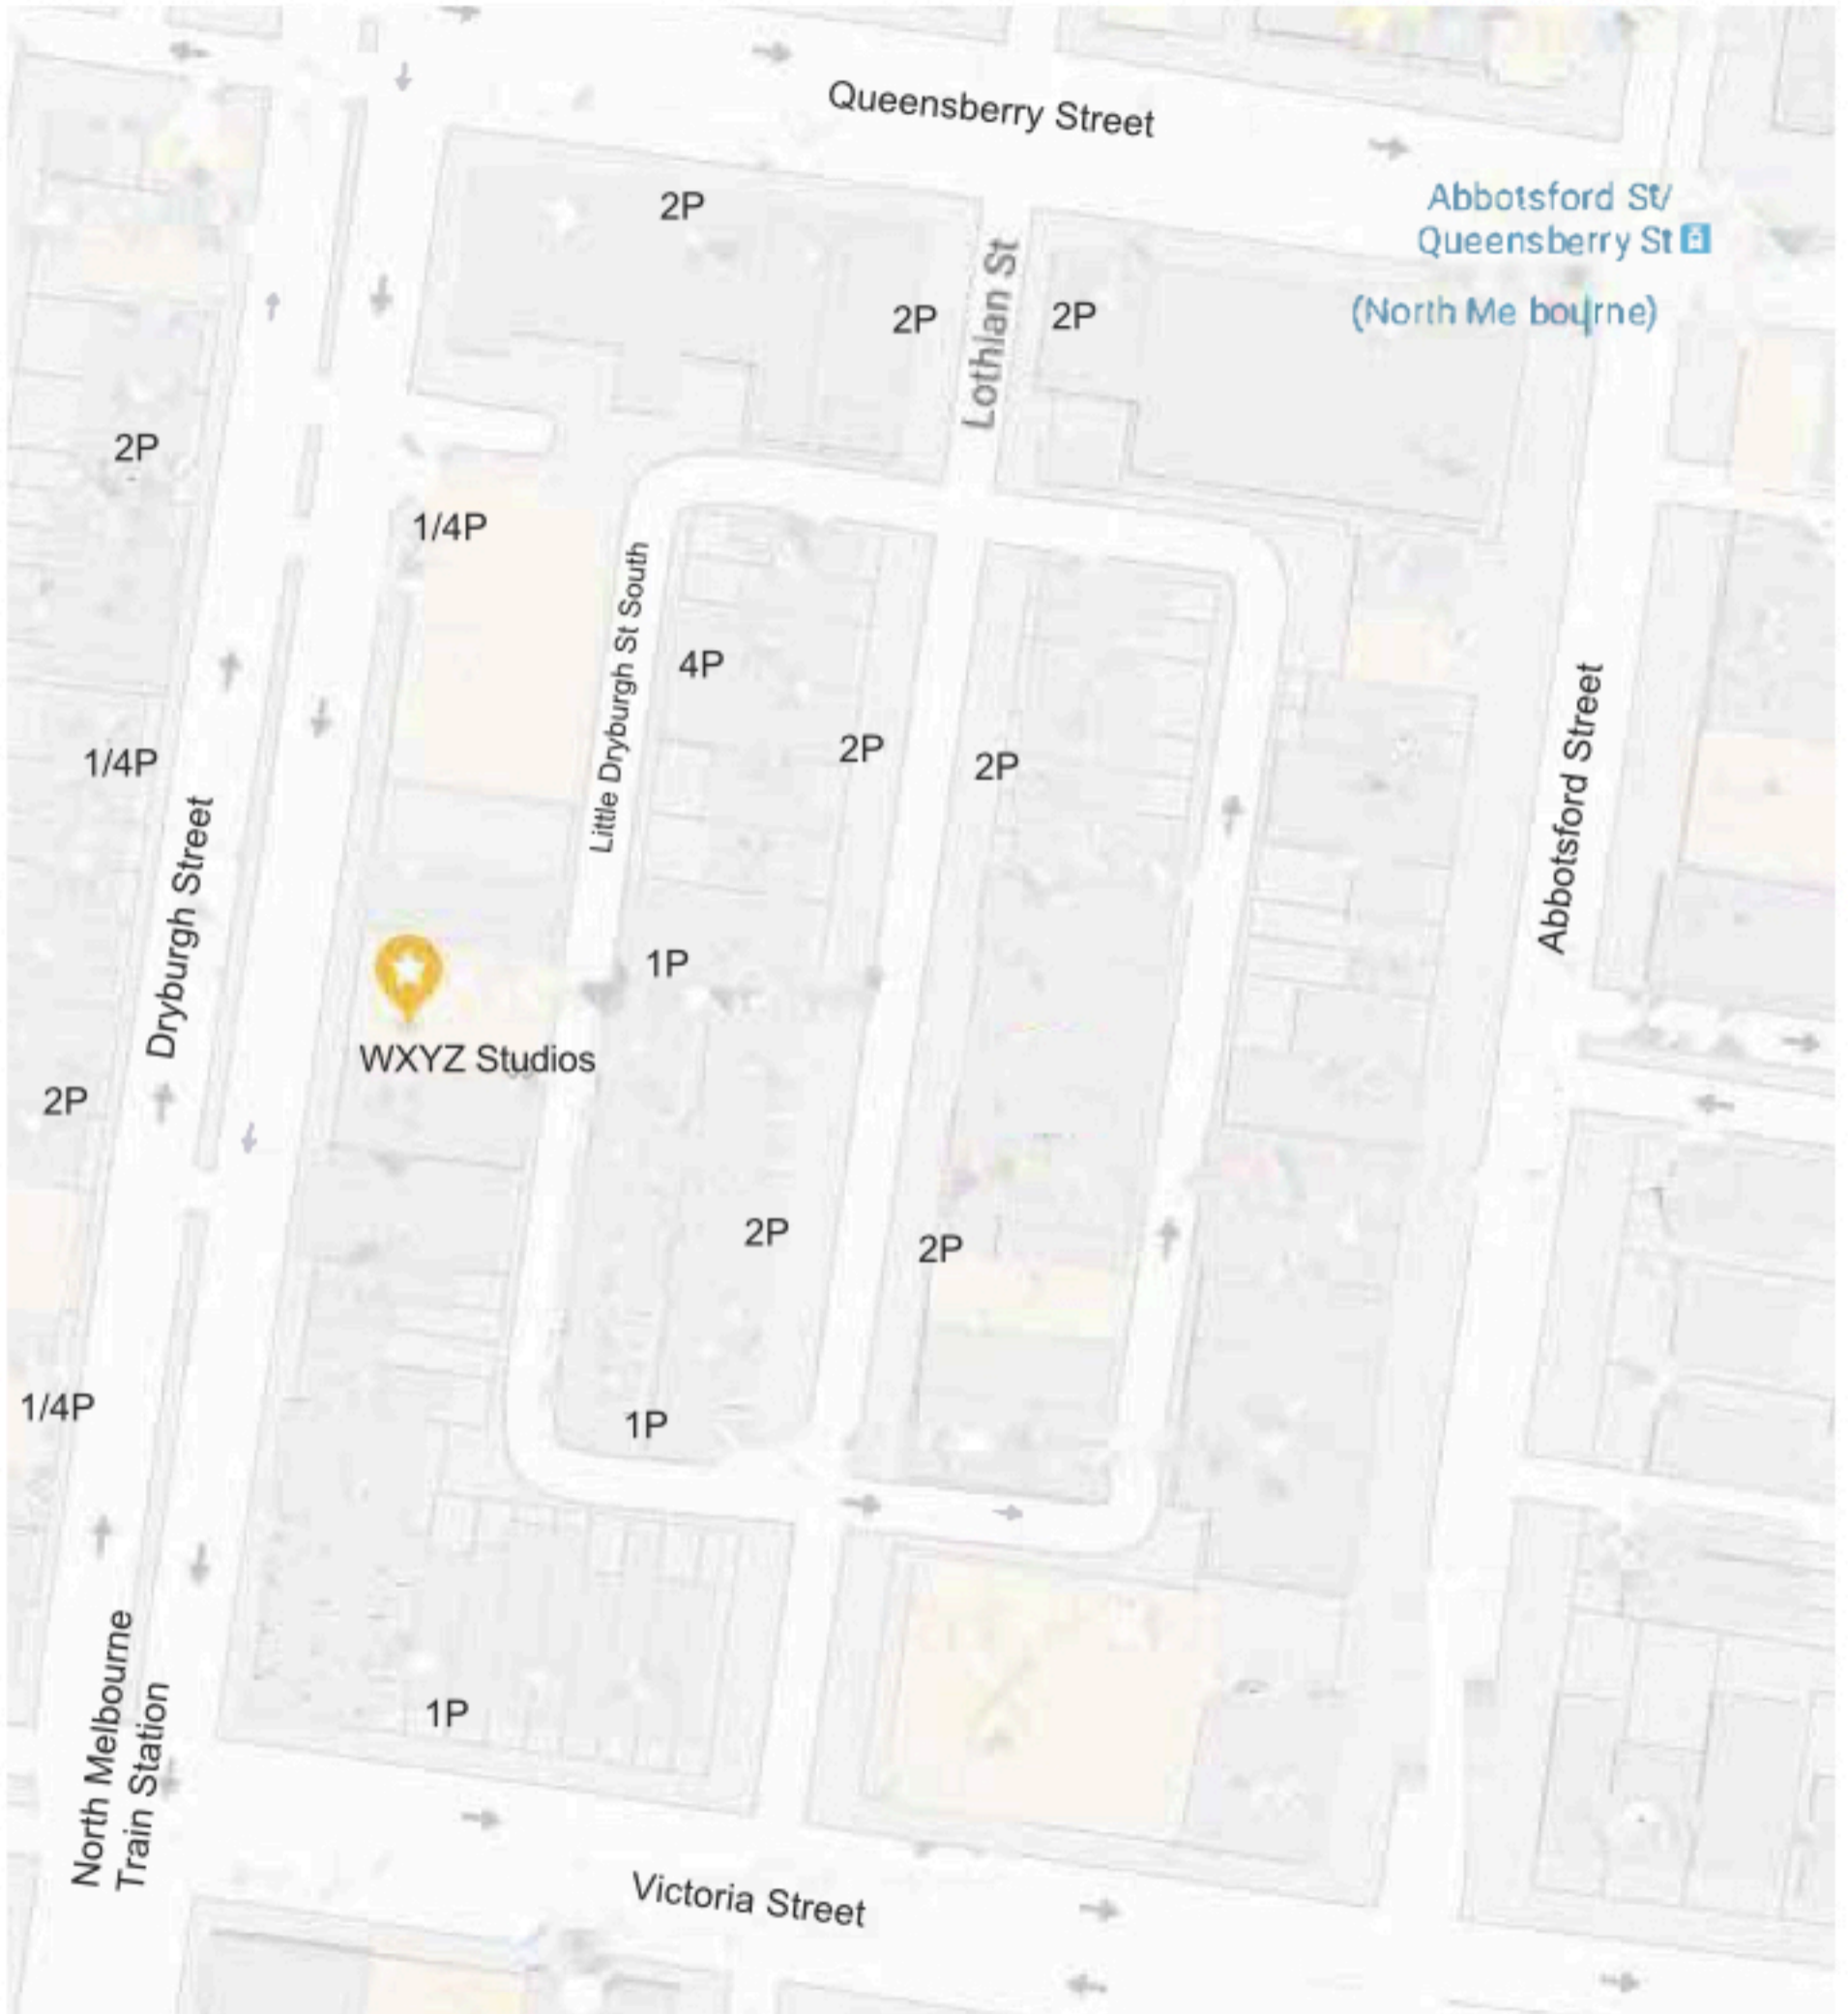 Queensberry Street
2P
Abbotsford St/
Queensberry St
(North Me bourne)
2P
Lothlan St
2P
2P
1/4P
Little Dryburgh St South
4P
2P
2P
1/4P
Dryburgh Street
Abbotsford Street
1P
WXYZ Studios
2P
2P
2P
1/4P
1P
North Melbourne
Train Station
1P
Victoria Street